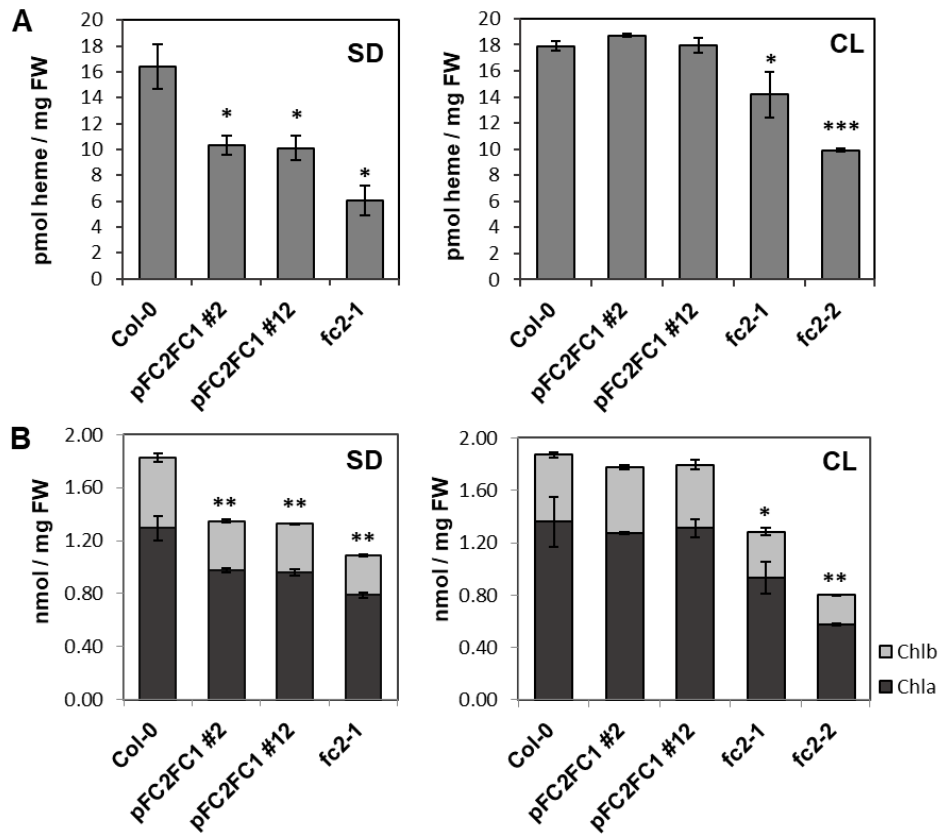 A
SD
pmol heme / mg FW
20
18
16
14
12
10
8
6
4
2
0
*
*
*
Col-0
pFC2FC1 #2
pFC2FC1 #12
fc2-1
CL
pmol heme / mg FW
20
18
16
14
12
10
8
6
4
2
0
*
***
Col-0
pFC2FC1 #2
pFC2FC1 #12
fc2-1
fc2-2
B
SD
nmol / mg FW
2.00
1.60
1.20
0.80
0.40
0.00
**
**
**
Col-0
pFC2FC1 #2
pFC2FC1 #12
fc2-1
CL
nmol / mg FW
2.00
1.60
1.20
0.80
0.40
0.00
*
**
Col-0
pFC2FC1 #2
pFC2FC1 #12
fc2-1
fc2-2
Chlb
Chla